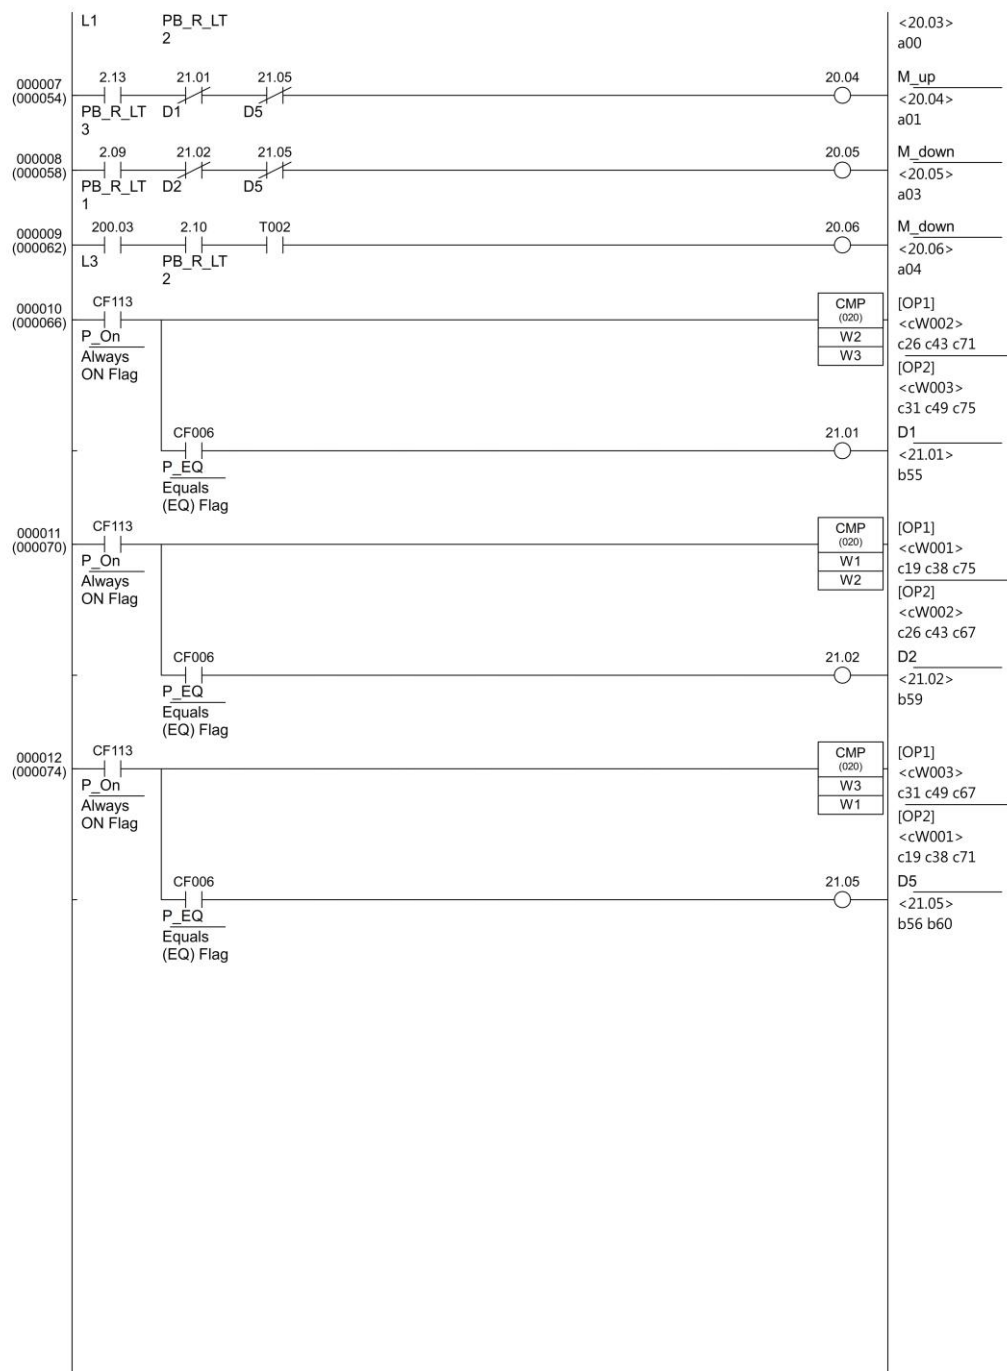 L1 PB_R_LT <20.03>
2 a00
000007 2.13 21.01 21.05 20.04 M_up
(000054) <20.04>
PB_R_LT D1 D5 a01
3
000008 2.09 21.02 21.05 20.05 M_down
(000058) <20.05>
PB_R_LT D2 D5 a03
1
000009 200.03 2.10 T002 20.06 M_down
(000062) <20.06>
L3 PB_R_LT a04
2
000010 CF113 CMP [OP1]
(000066) (020) <cW002>
P_On W2 c26 c43 c71
Always W3 [OP2]
ON Flag <cW003>
c31 c49 c75
CF006 21.01 D1
<21.01>
P_EQ b55
Equals
(EQ) Flag
000011 CF113 CMP [OP1]
(000070) (020) <cW001>
P_On W1 c19 c38 c75
Always W2 [OP2]
ON Flag <cW002>
c26 c43 c67
CF006 21.02 D2
<21.02>
P_EQ b59
Equals
(EQ) Flag
000012 CF113 CMP [OP1]
(000074) (020) <cW003>
P_On W3 c31 c49 c67
Always W1 [OP2]
ON Flag <cW001>
c19 c38 c71
CF006 21.05 D5
<21.05>
P_EQ b56 b60
Equals
(EQ) Flag